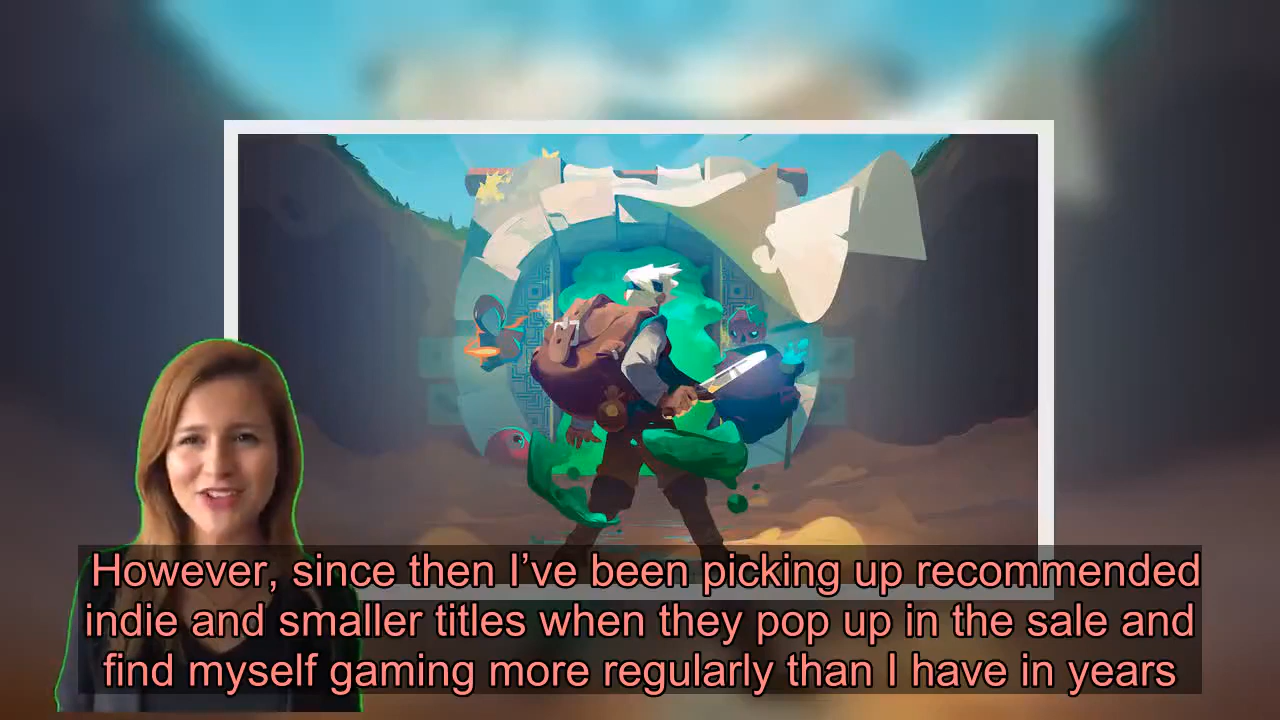 However, since then I’ve been picking up recommended
indie and smaller titles when they pop up in the sale and
find myself gaming more regularly than I have in years